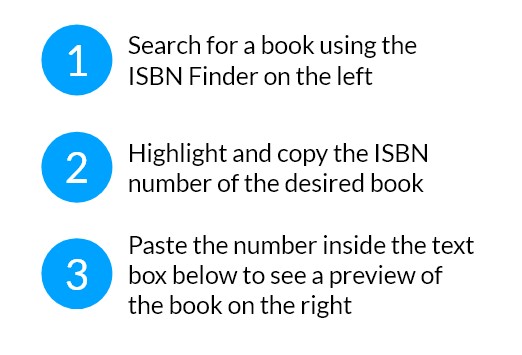 1
Search for a book using the
ISBN Finder on the left
2
Highlight and copy the ISBN
number of the desired book
3
Paste the number inside the text
box below to see a preview of
the book on the right